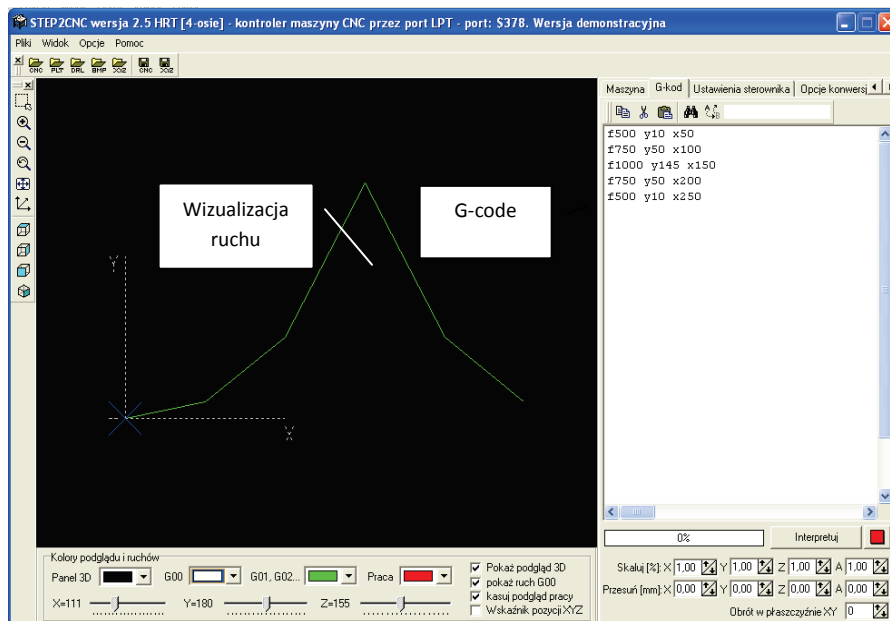 STEP2CNC wersja 2.5 HRT [4-osie] - kontroler maszyny CNC przez port LPT - port: $378. Wersja demonstracyjna
Pliki Widok Opcje Pomoc
CNC PLT DRL BMP XYZ CNC XYZ
Maszyna G-kod Ustawienia sterownika Opcje konwersj
f500 y10 x50
f750 y50 x100
f1000 y145 x150
f750 y50 x200
f500 y10 x250
Wizualizacja
ruchu
G-code
Y
X
0% Interpretuj
Kolory podglądu i ruchów
Panel 3D G00 G01, G02... Praca
Pokaż podgląd 3D
pokaż ruch G00
kasuj podgląd pracy
Wskaźnik pozycji XYZ
X=111 Y=180 Z=155
Skaluj [%]: X 1,00 Y 1,00 Z 1,00 A 1,00
Przesuń [mm]: X 0,00 Y 0,00 Z 0,00 A 0,00
Obrót w płaszczyźnie XY 0